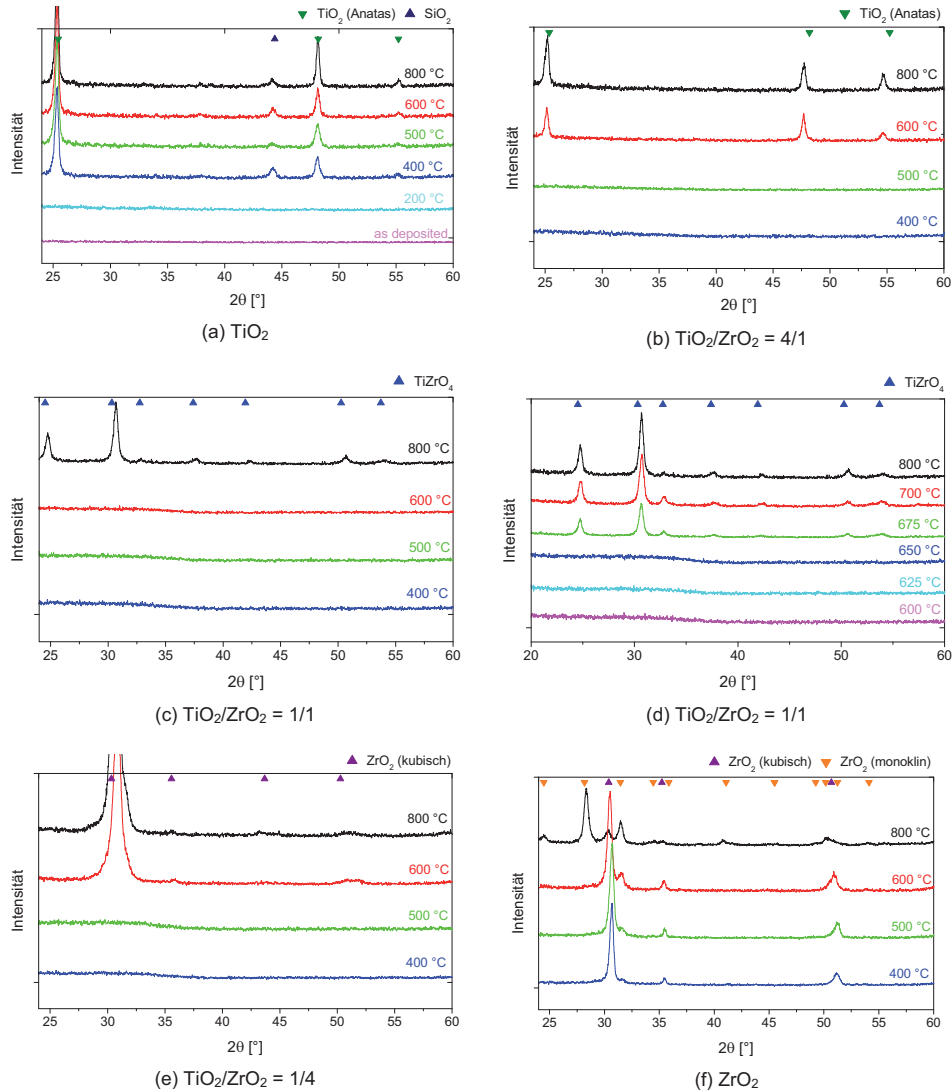 ▼ TiO₂ (Anatas) ▲ SiO₂
800 °C
600 °C
500 °C
400 °C
200 °C
as deposited
Intensität
25 30 35 40 45 50 55 60
2θ [°]
(a) TiO₂
▼ TiO₂ (Anatas)
800 °C
600 °C
500 °C
400 °C
Intensität
25 30 35 40 45 50 55 60
2θ [°]
(b) TiO₂/ZrO₂ = 4/1
▲ TiZrO₄
800 °C
600 °C
500 °C
400 °C
Intensität
25 30 35 40 45 50 55 60
2θ [°]
(c) TiO₂/ZrO₂ = 1/1
▲ TiZrO₄
800 °C
700 °C
675 °C
650 °C
625 °C
600 °C
Intensität
20 30 40 50 60
2θ [°]
(d) TiO₂/ZrO₂ = 1/1
▲ ZrO₂ (kubisch)
800 °C
600 °C
500 °C
400 °C
Intensität
25 30 35 40 45 50 55 60
2θ [°]
(e) TiO₂/ZrO₂ = 1/4
▲ ZrO₂ (kubisch) ▼ ZrO₂ (monoklin)
800 °C
600 °C
500 °C
400 °C
Intensität
25 30 35 40 45 50 55 60
2θ [°]
(f) ZrO₂